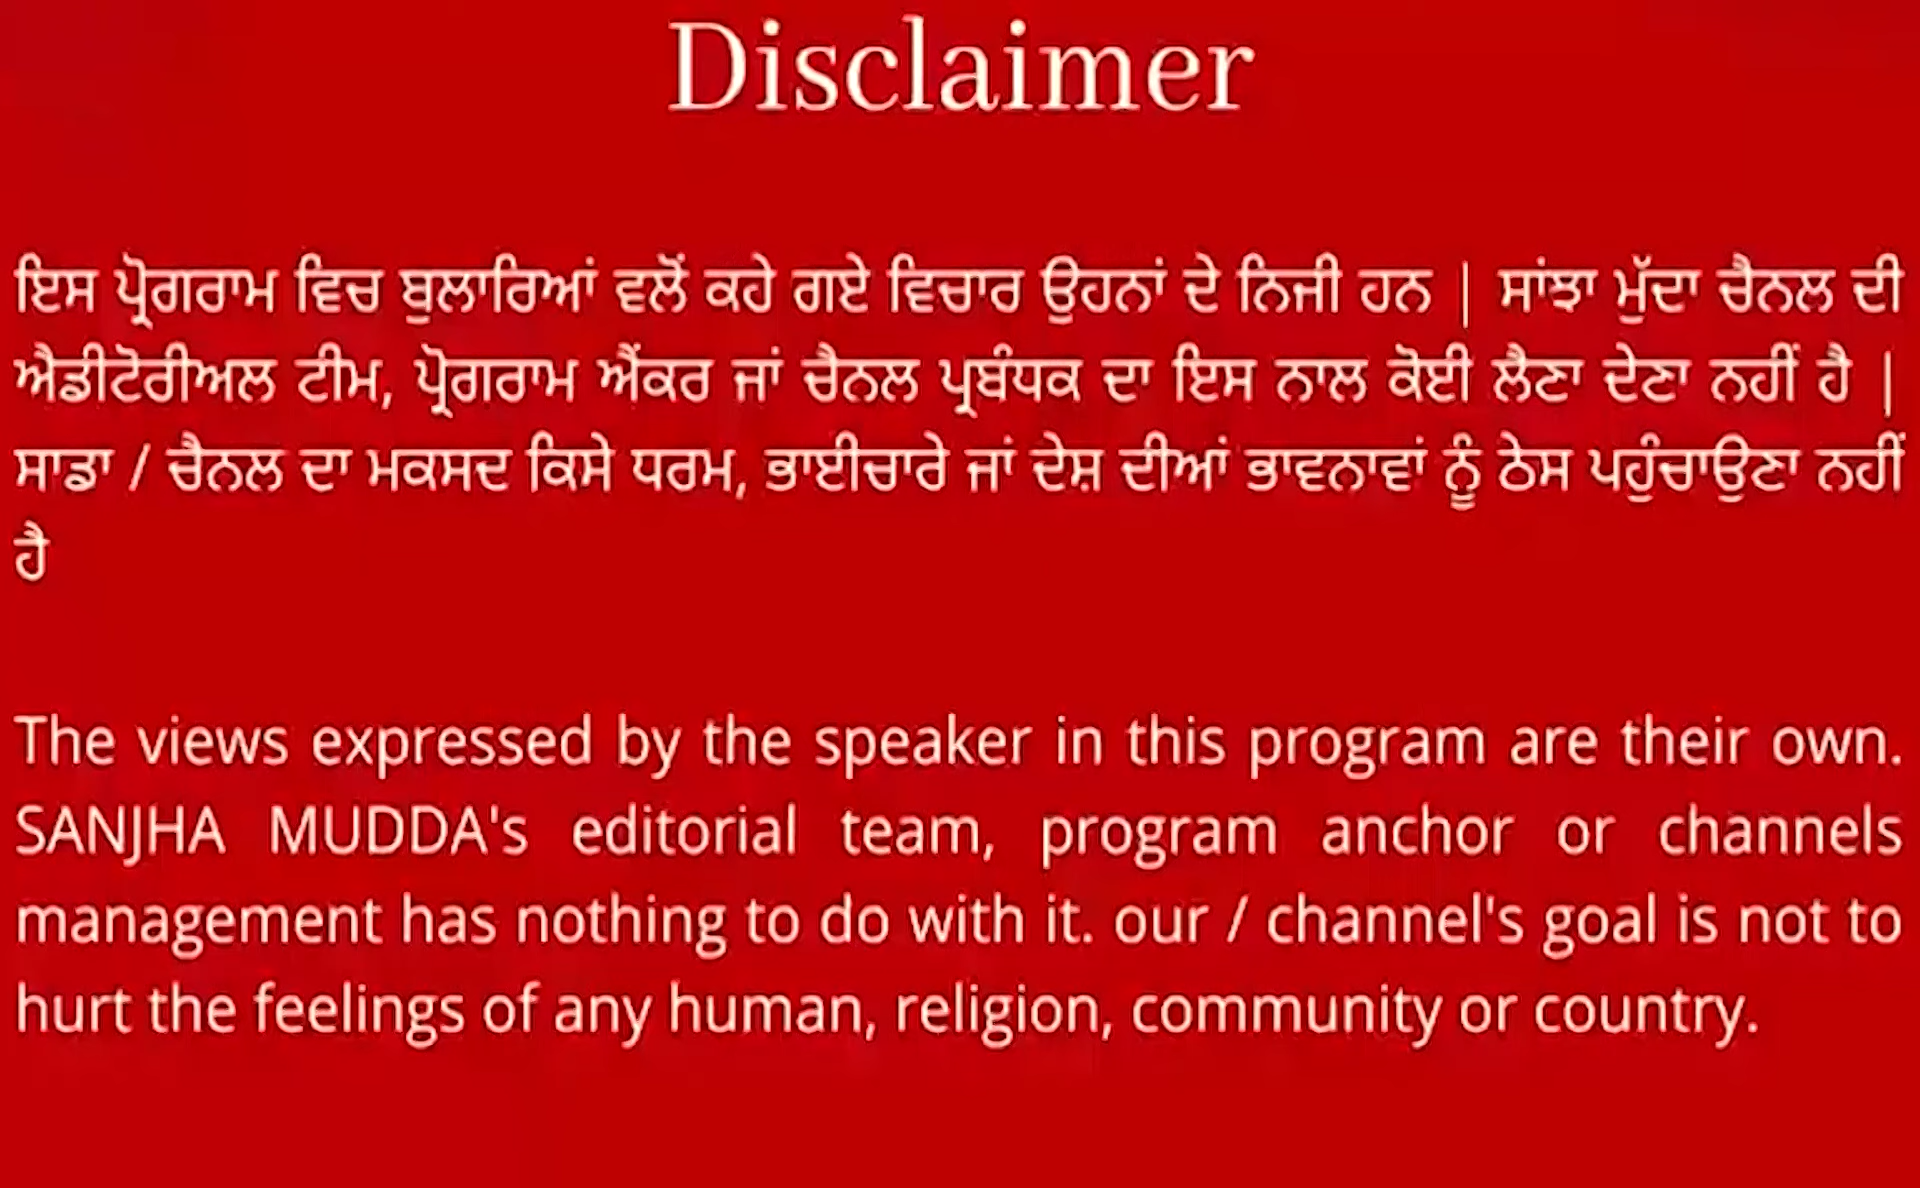 Disclaimer
ਇਸ ਪ੍ਰੋਗਰਾਮ ਵਿਚ ਬੁਲਾਰਿਆਂ ਵਲੋਂ ਕਹੇ ਗਏ ਵਿਚਾਰ ਉਹਨਾਂ ਦੇ ਨਿਜੀ ਹਨ | ਸਾਂਝਾ ਮੁੱਦਾ ਚੈਨਲ ਦੀ
ਐਡੀਟੋਰੀਅਲ ਟੀਮ, ਪ੍ਰੋਗਰਾਮ ਐਂਕਰ ਜਾਂ ਚੈਨਲ ਪ੍ਰਬੰਧਕ ਦਾ ਇਸ ਨਾਲ ਕੋਈ ਲੈਣਾ ਦੇਣਾ ਨਹੀਂ ਹੈ |
ਸਾਡਾ / ਚੈਨਲ ਦਾ ਮਕਸਦ ਕਿਸੇ ਧਰਮ, ਭਾਈਚਾਰੇ ਜਾਂ ਦੇਸ਼ ਦੀਆਂ ਭਾਵਨਾਵਾਂ ਨੂੰ ਠੇਸ ਪਹੁੰਚਾਉਣਾ ਨਹੀਂ
ਹੈ
The views expressed by the speaker in this program are their own.
SANJHA MUDDA's editorial team, program anchor or channels
management has nothing to do with it. our / channel's goal is not to
hurt the feelings of any human, religion, community or country.